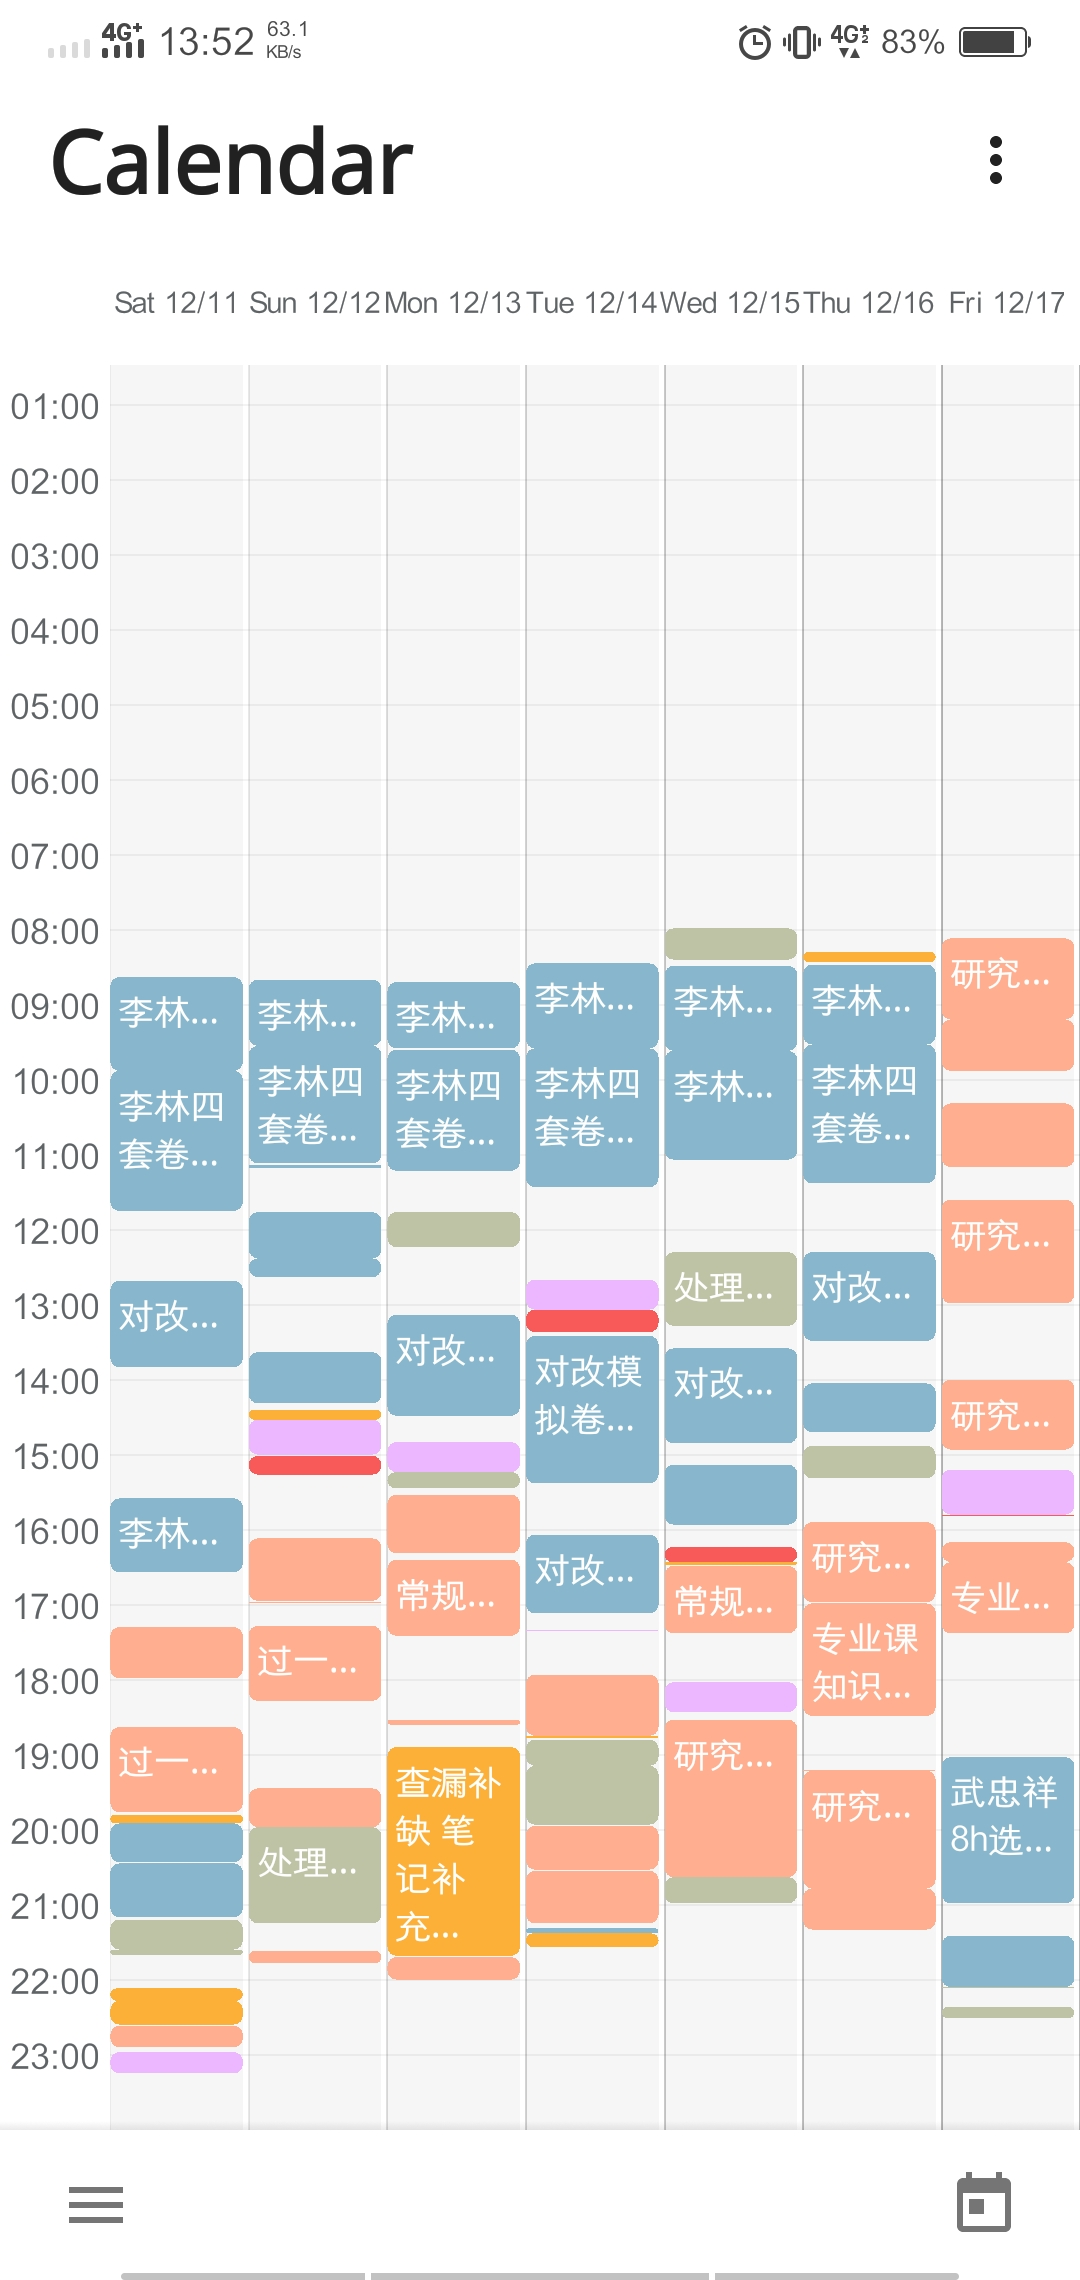 4G+ 13:52 63.1 KB/s 4G+2 83%
Calendar
Sat 12/11 Sun 12/12 Mon 12/13 Tue 12/14 Wed 12/15 Thu 12/16 Fri 12/17
01:00
02:00
03:00
04:00
05:00
06:00
07:00
08:00
09:00
10:00
11:00
12:00
13:00
14:00
15:00
16:00
17:00
18:00
19:00
20:00
21:00
22:00
23:00
李林...
李林四
套卷...
对改...
李林...
过一...
李林...
李林四
套卷...
过一...
处理...
李林...
李林四
套卷...
对改...
常规...
查漏补
缺 笔
记补
充...
李林...
李林四
套卷...
对改模
拟卷...
对改...
李林...
李林...
处理...
对改...
常规...
研究...
李林...
李林四
套卷...
对改...
研究...
专业课
知识...
研究...
研究...
研究...
研究...
专业...
武忠祥
8h选...